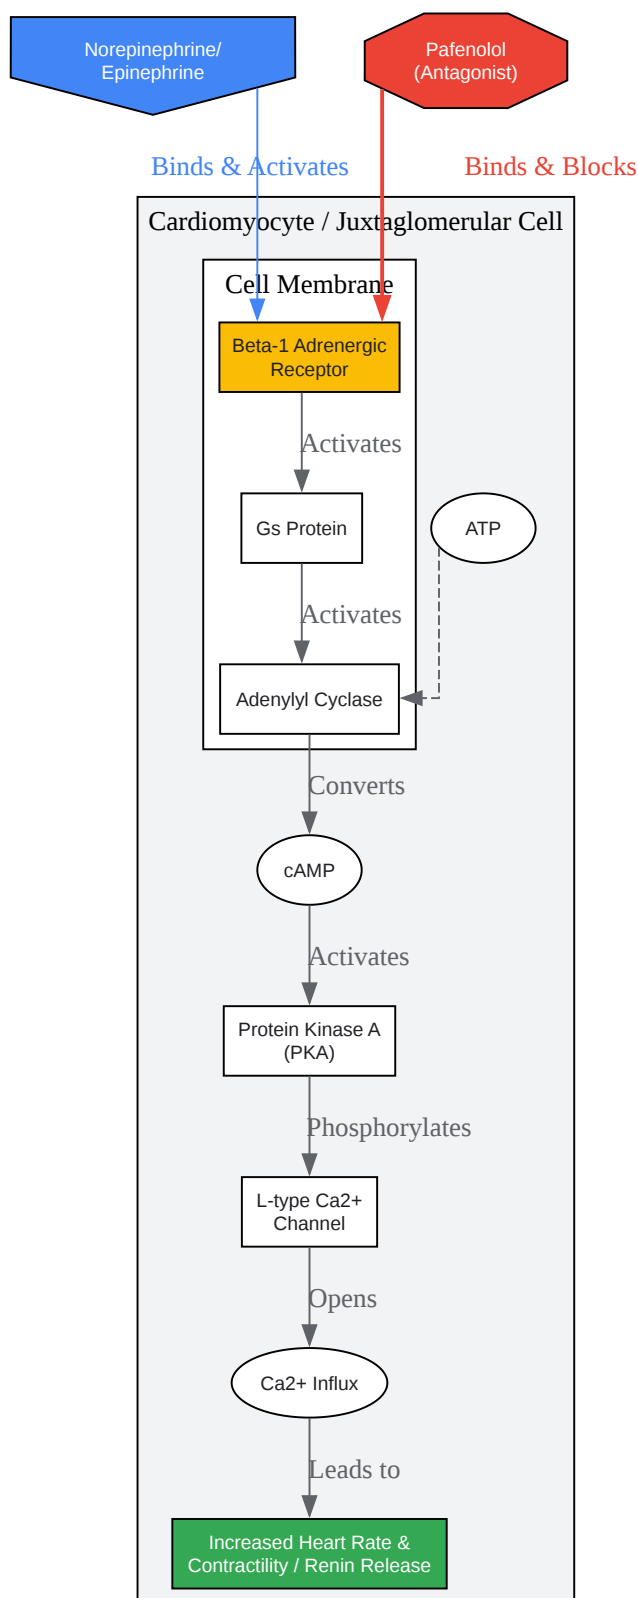 Norepinephrine/
Epinephrine
Pafenolol
(Antagonist)
Binds & Activates
Binds & Blocks
Cardiomyocyte / Juxtaglomerular Cell
Cell Membrane
Beta-1 Adrenergic
Receptor
Activates
Gs Protein
ATP
Activates
Adenylyl Cyclase
Converts
cAMP
Activates
Protein Kinase A
(PKA)
Phosphorylates
L-type Ca2+
Channel
Opens
Ca2+ Influx
Leads to
Increased Heart Rate &
Contractility / Renin Release